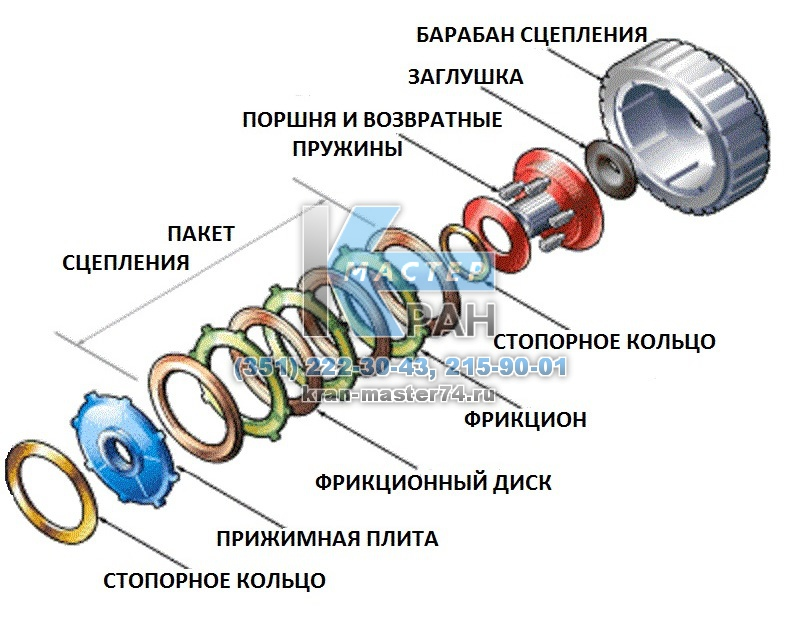 БАРАБАН СЦЕПЛЕНИЯ
ЗАГЛУШКА
ПОРШНЯ И ВОЗВРАТНЫЕ
ПРУЖИНЫ
ПАКЕТ
СЦЕПЛЕНИЯ
МАСТЕР
КРАН
(351) 222-30-43, 215-90-01
kran-master74.ru
СТОПОРНОЕ КОЛЬЦО
ФРИКЦИОН
ФРИКЦИОННЫЙ ДИСК
ПРИЖИМНАЯ ПЛИТА
СТОПОРНОЕ КОЛЬЦО